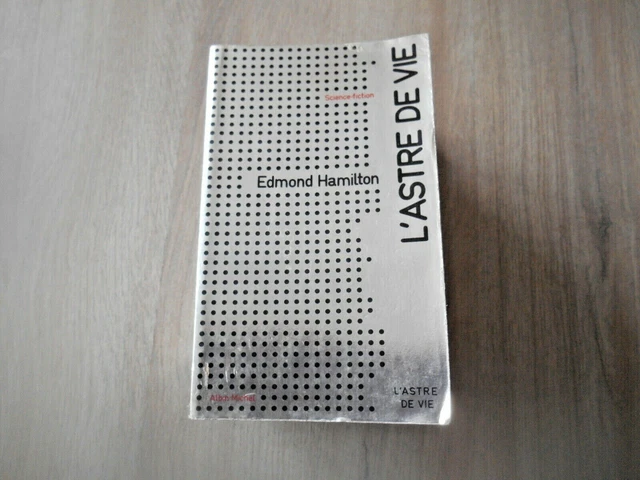 L'ASTRE DE VIE
Science-fiction
Edmond Hamilton
Albin Michel
L'ASTRE
DE VIE